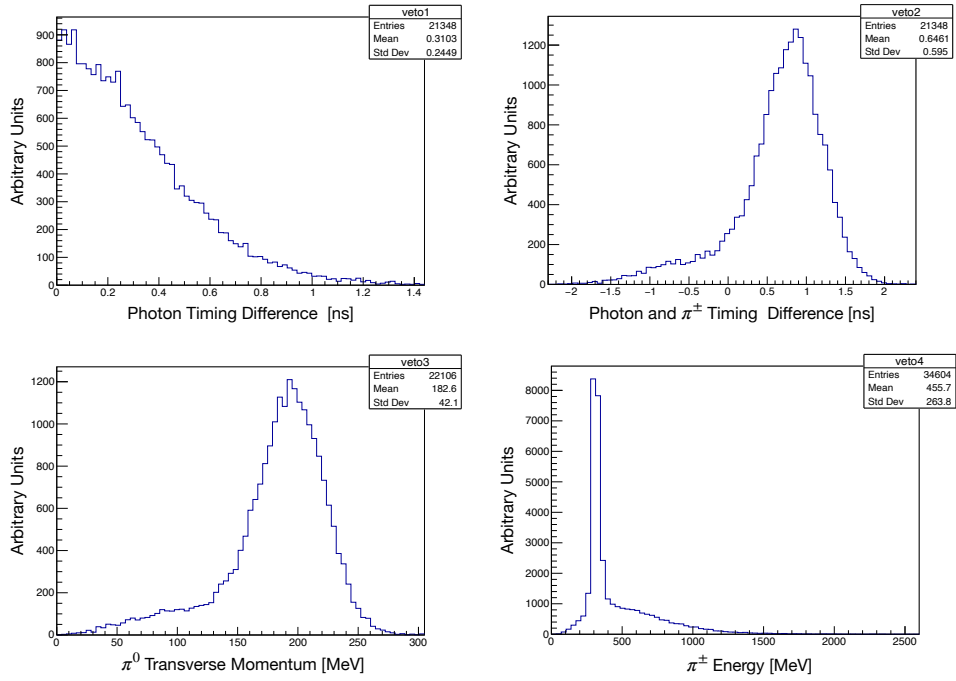 veto1
Entries 21348
Mean 0.3103
Std Dev 0.2449
900
800
700
600
500
400
300
200
100
0
Arbitrary Units
0 0.2 0.4 0.6 0.8 1 1.2 1.4
Photon Timing Difference [ns]
veto2
Entries 21348
Mean 0.6461
Std Dev 0.595
1200
1000
800
600
400
200
0
Arbitrary Units
−2 −1.5 −1 −0.5 0 0.5 1 1.5 2
Photon and π± Timing Difference [ns]
veto3
Entries 22106
Mean 182.6
Std Dev 42.1
1200
1000
800
600
400
200
0
Arbitrary Units
0 50 100 150 200 250 300
π⁰ Transverse Momentum [MeV]
veto4
Entries 34604
Mean 455.7
Std Dev 263.8
8000
7000
6000
5000
4000
3000
2000
1000
0
Arbitrary Units
0 500 1000 1500 2000 2500
π± Energy [MeV]